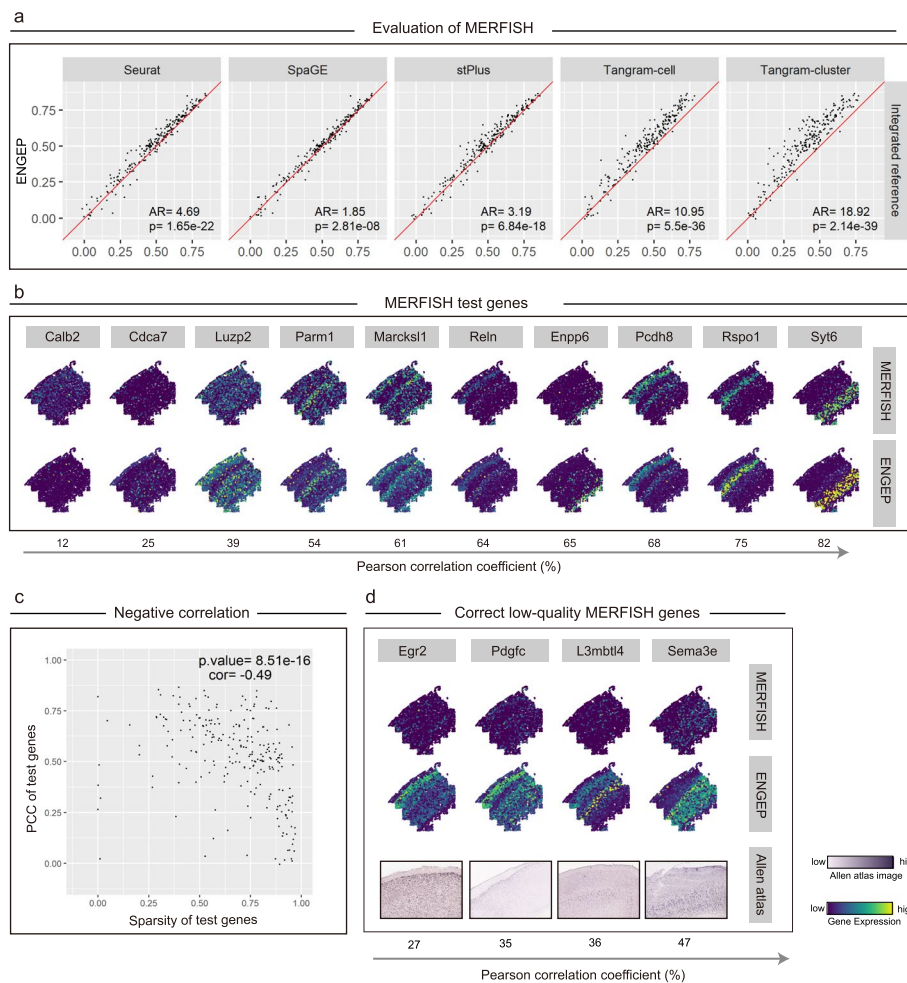 a
Evaluation of MERFISH
Seurat SpaGE stPlus Tangram-cell Tangram-cluster
ENGEP
0.75
0.50
0.25
0.00
AR= 4.69
p= 1.65e-22
AR= 1.85
p= 2.81e-08
AR= 3.19
p= 6.84e-18
AR= 10.95
p= 5.5e-36
AR= 18.92
p= 2.14e-39
Integrated reference
0.00 0.25 0.50 0.75 0.00 0.25 0.50 0.75 0.00 0.25 0.50 0.75 0.00 0.25 0.50 0.75 0.00 0.25 0.50 0.75
b
MERFISH test genes
Calb2 Cdca7 Luzp2 Parm1 Marcksl1 Reln Enpp6 Pcdh8 Rspo1 Syt6
MERFISH
ENGEP
12 25 39 54 61 64 65 68 75 82
Pearson correlation coefficient (%)
c
Negative correlation
p.value= 8.51e-16
cor= -0.49
PCC of test genes
1.00
0.75
0.50
0.25
0.00
0.00 0.25 0.50 0.75 1.00
Sparsity of test genes
d
Correct low-quality MERFISH genes
Egr2 Pdgfc L3mbtl4 Sema3e
MERFISH
ENGEP
Allen atlas
27 35 36 47
Pearson correlation coefficient (%)
low hi
Allen atlas image
low hig
Gene Expression